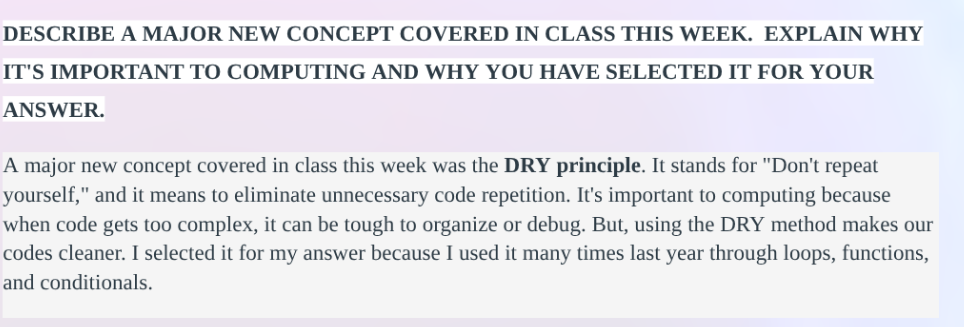 DESCRIBE A MAJOR NEW CONCEPT COVERED IN CLASS THIS WEEK.  EXPLAIN WHY
IT'S IMPORTANT TO COMPUTING AND WHY YOU HAVE SELECTED IT FOR YOUR
ANSWER.
A major new concept covered in class this week was the DRY principle. It stands for "Don't repeat
yourself," and it means to eliminate unnecessary code repetition. It's important to computing because
when code gets too complex, it can be tough to organize or debug. But, using the DRY method makes our
codes cleaner. I selected it for my answer because I used it many times last year through loops, functions,
and conditionals.